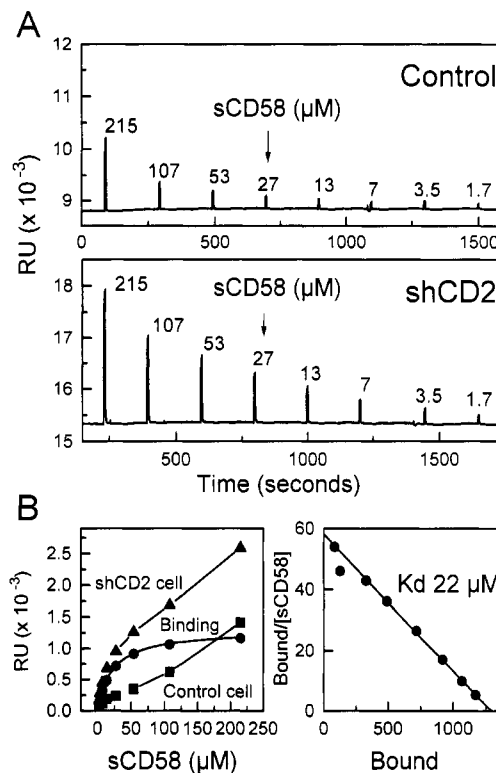 A
12
11
10
9
RU (x 10⁻³)
Control
sCD58 (µM)
215
107
53
27
13
7
3.5
1.7
0
500
1000
1500
18
17
16
15
RU (x 10⁻³)
shCD2
sCD58 (µM)
215
107
53
27
13
7
3.5
1.7
500
1000
1500
Time (seconds)
B
2.5
2.0
1.5
1.0
0.5
0.0
RU (x 10⁻³)
shCD2 cell
Binding
Control cell
0 50 100 150 200 250
sCD58 (µM)
60
40
20
0
Bound/[sCD58]
Kd 22 µM
0 500 1000
Bound